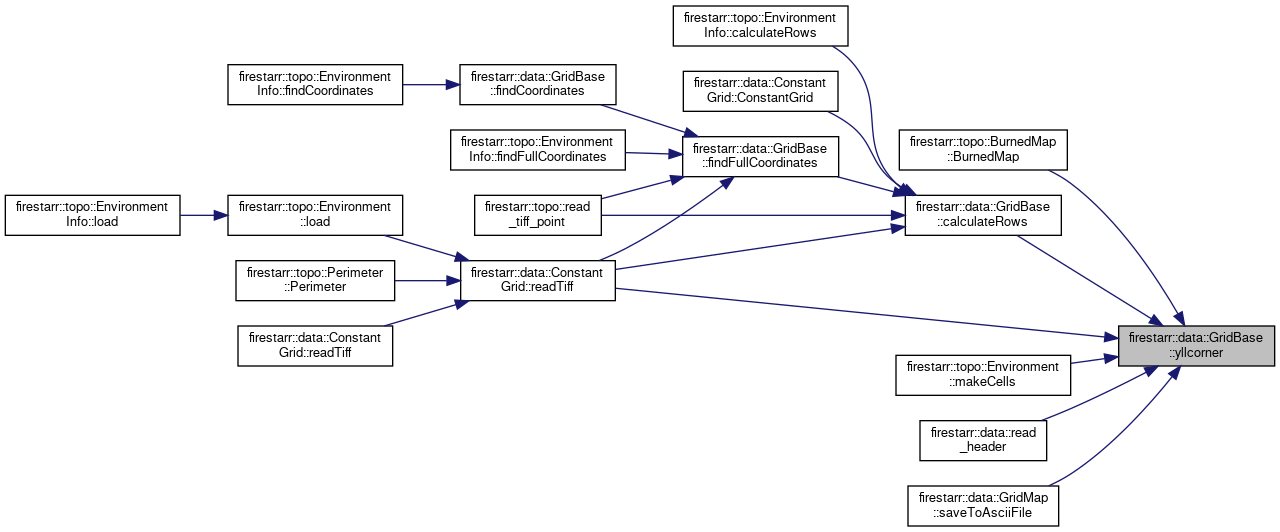 firestarr::topo::Environment
Info::calculateRows
firestarr::topo::Environment
Info::findCoordinates
firestarr::data::GridBase
::findCoordinates
firestarr::data::Constant
Grid::ConstantGrid
firestarr::topo::Environment
Info::findFullCoordinates
firestarr::data::GridBase
::findFullCoordinates
firestarr::topo::BurnedMap
::BurnedMap
firestarr::topo::Environment
Info::load
firestarr::topo::Environment
::load
firestarr::topo::read
_tiff_point
firestarr::data::GridBase
::calculateRows
firestarr::topo::Perimeter
::Perimeter
firestarr::data::Constant
Grid::readTiff
firestarr::data::Constant
Grid::readTiff
firestarr::data::GridBase
::yllcorner
firestarr::topo::Environment
::makeCells
firestarr::data::read
_header
firestarr::data::GridMap
::saveToAsciiFile